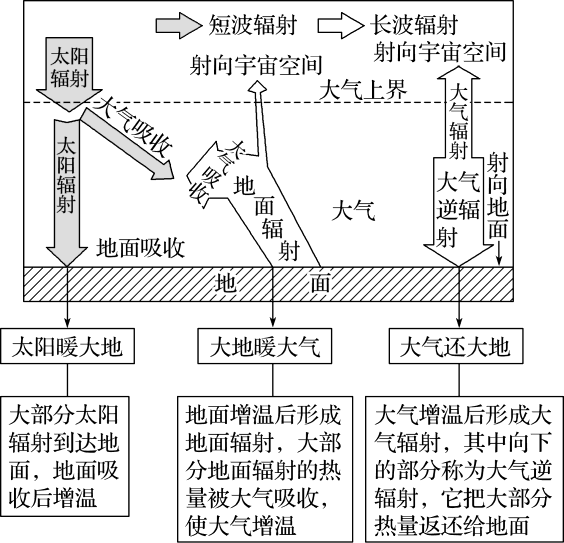 短波辐射
长波辐射
太阳
辐射
射向宇宙空间
射向宇宙空间
大气上界
大气吸收
太阳辐射
大气吸收
地面辐射
大气
大气辐射
大气
逆辐
射
射向地面
地面吸收
地 面
太阳暖大地
大地暖大气
大气还大地
大部分太阳
辐射到达地
面，地面吸
收后增温
地面增温后形成
地面辐射，大部
分地面辐射的热
量被大气吸收，
使大气增温
大气增温后形成大
气辐射，其中向下
的部分称为大气逆
辐射，它把大部分
热量返还给地面